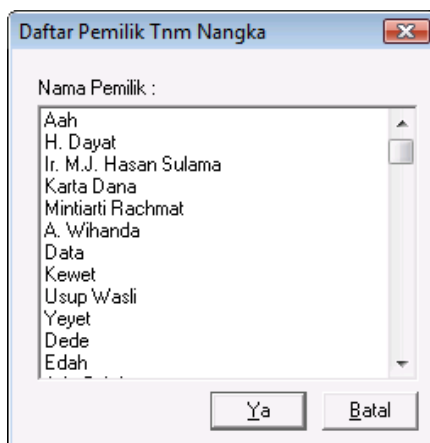 Daftar Pemilik Tnm Nangka
Nama Pemilik :
Aah
H. Dayat
Ir. M.J. Hasan Sulama
Karta Dana
Mintiarti Rachmat
A. Wihanda
Data
Kewet
Usup Wasli
Yeyet
Dede
Edah
Ya
Batal